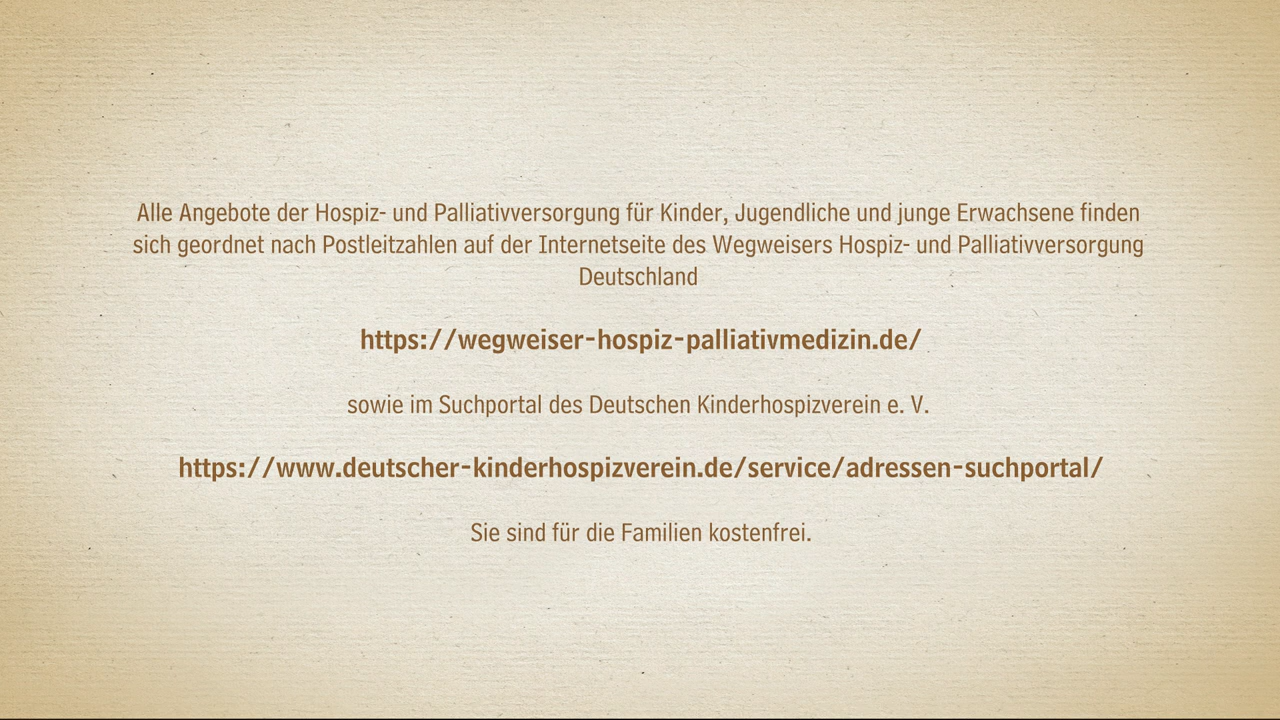 Alle Angebote der Hospiz- und Palliativversorgung für Kinder, Jugendliche und junge Erwachsene finden
sich geordnet nach Postleitzahlen auf der Internetseite des Wegweisers Hospiz- und Palliativversorgung
Deutschland
https://wegweiser-hospiz-palliativmedizin.de/
sowie im Suchportal des Deutschen Kinderhospizverein e. V.
https://www.deutscher-kinderhospizverein.de/service/adressen-suchportal/
Sie sind für die Familien kostenfrei.